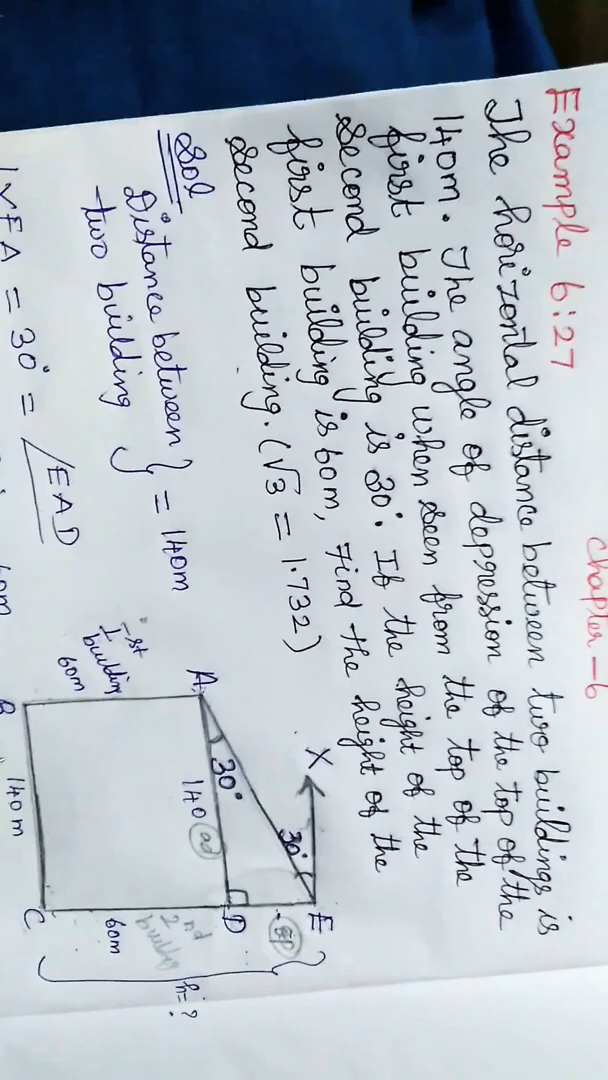 Chapter - 6
Example 6:27
The horizontal distance between two buildings is
140m. The angle of depression of the top of the
first building when seen from the top of the
second building is 30°. If the height of the
first building is 60m, Find the height of the
second building. (√3 = 1.732)
Sol
Distance between
two building } = 140m
∠XEA = 30° = ∠EAD
X
E
30°
op
A
30°
140 ad
D
Ist
building
60m
2nd
60m
h=?
B
140m
C
60m